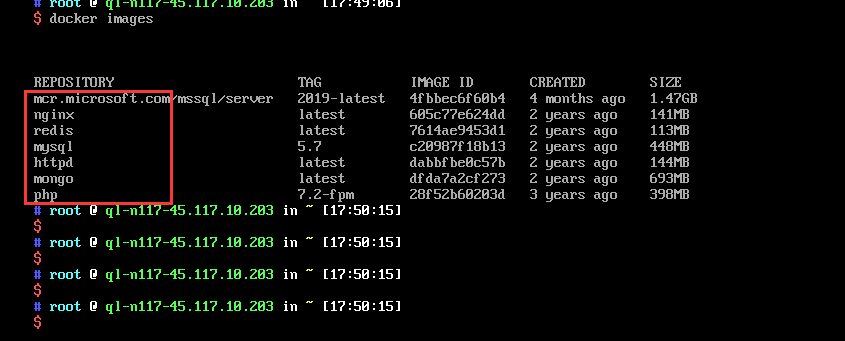 # root @ ql-n117-45.117.10.203 in ~ [17:49:06]
$ docker images
REPOSITORY TAG IMAGE ID CREATED SIZE
mcr.microsoft.com/mssql/server 2019-latest 4fbbec6f60b4 4 months ago 1.47GB
nginx latest 605c77e624dd 2 years ago 141MB
redis latest 7614ae9453d1 2 years ago 113MB
mysql 5.7 c20987f18b13 2 years ago 448MB
httpd latest dabbfbe0c57b 2 years ago 144MB
mongo latest dfda7a2cf273 2 years ago 693MB
php 7.2-fpm 28f52b60203d 3 years ago 398MB
# root @ ql-n117-45.117.10.203 in ~ [17:50:15]
$
# root @ ql-n117-45.117.10.203 in ~ [17:50:15]
$
# root @ ql-n117-45.117.10.203 in ~ [17:50:15]
$
# root @ ql-n117-45.117.10.203 in ~ [17:50:15]
$